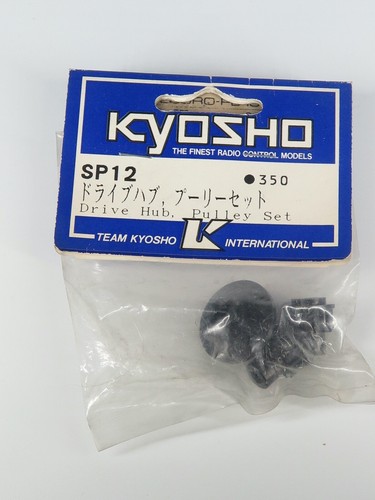 KYOSHO
THE FINEST RADIO CONTROL MODELS
SP12 ●350
ドライブハブ, プーリーセット
Drive Hub, Pulley Set
TEAM KYOSHO K INTERNATIONAL